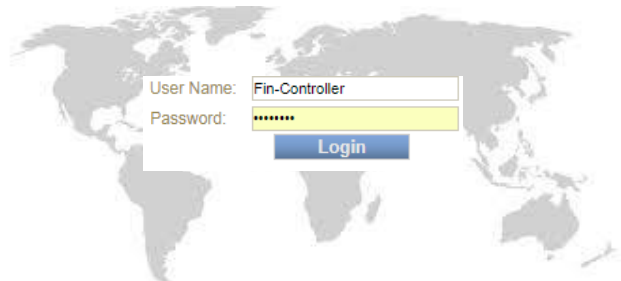 User Name: Fin-Controller
Password: ••••••••
Login